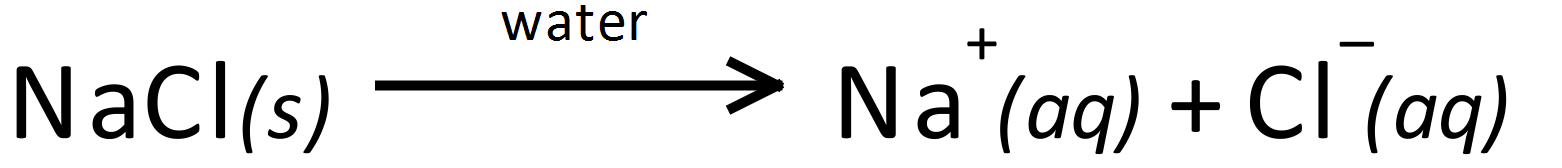 water
NaCl(s) ⟶ Na⁺(aq) + Cl⁻(aq)